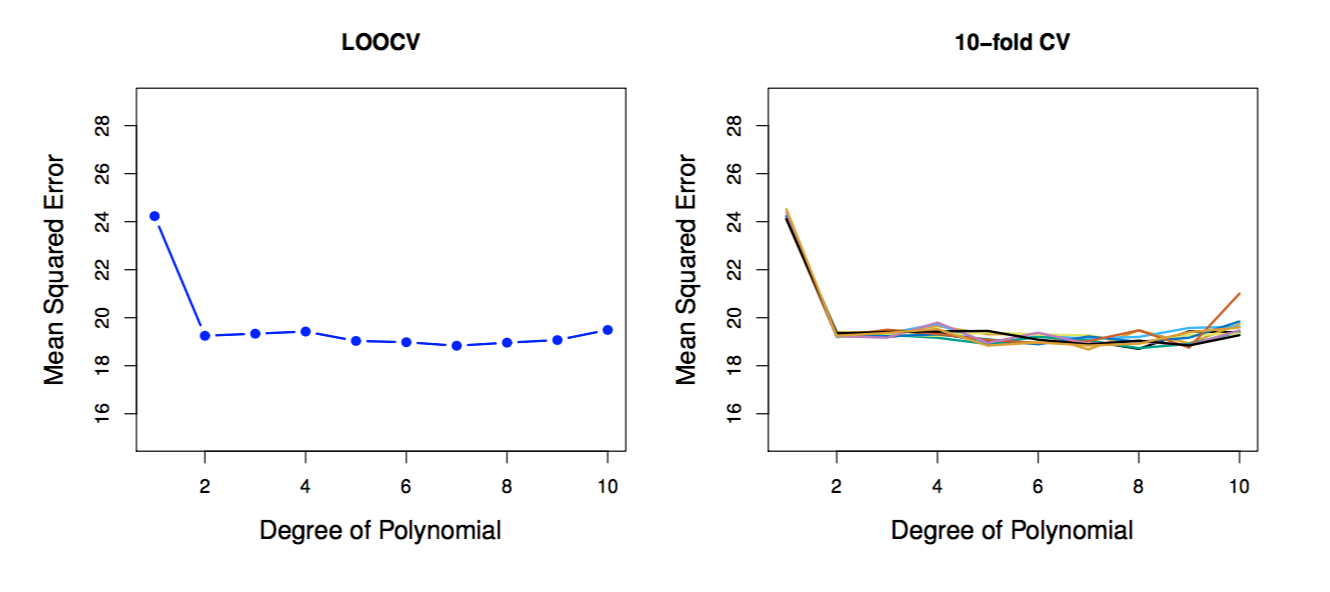 LOOCV
Mean Squared Error
28
26
24
22
20
18
16
2 4 6 8 10
Degree of Polynomial
10−fold CV
Mean Squared Error
28
26
24
22
20
18
16
2 4 6 8 10
Degree of Polynomial